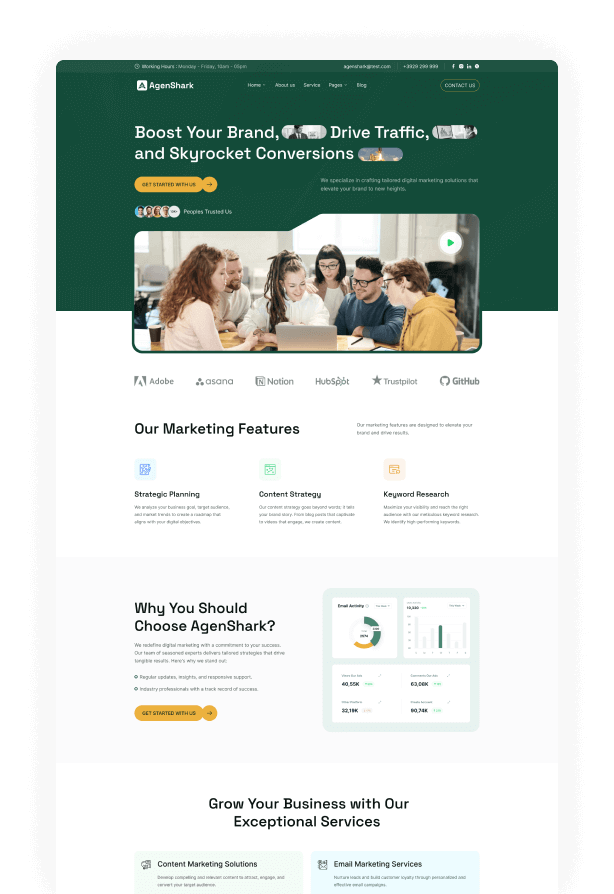 Working Hours : Monday - Friday, 10am - 05pm
agenshark@test.com
+3929 299 999
AgenShark
Home
About us
Service
Pages
Blog
CONTACT US
Boost Your Brand, Drive Traffic,
and Skyrocket Conversions
GET STARTED WITH US
We specialize in crafting tailored digital marketing solutions that
elevate your brand to new heights.
Peoples Trusted Us
Adobe
asana
Notion
HubSpot
Trustpilot
GitHub
Our Marketing Features
Our marketing features are designed to elevate your
brand and drive results.
Strategic Planning
We analyze your business goal, target audience,
and market trends to create a roadmap that
aligns with your digital objectives.
Content Strategy
Our content strategy goes beyond words; it tells
your brand story. From blog posts that captivate
to videos that engage, we create content.
Keyword Research
Maximize your visibility and reach the right
audience with our meticulous keyword research.
We identify high-performing keywords
Why You Should
Choose AgenShark?
We redefine digital marketing with a commitment to your success.
Our team of seasoned experts delivers tailored strategies that drive
tangible results. Here's why we stand out:
Regular updates, insights, and responsive support.
Industry professionals with a track record of success.
GET STARTED WITH US
Email Activity
10,320
40,55K
63,08K
32,19K
90,74K
Grow Your Business with Our
Exceptional Services
Content Marketing Solutions
Develop compelling and relevant content to attract, engage, and
convert your target audience.
Email Marketing Services
Nurture leads and build customer loyalty through personalized and
effective email campaigns.